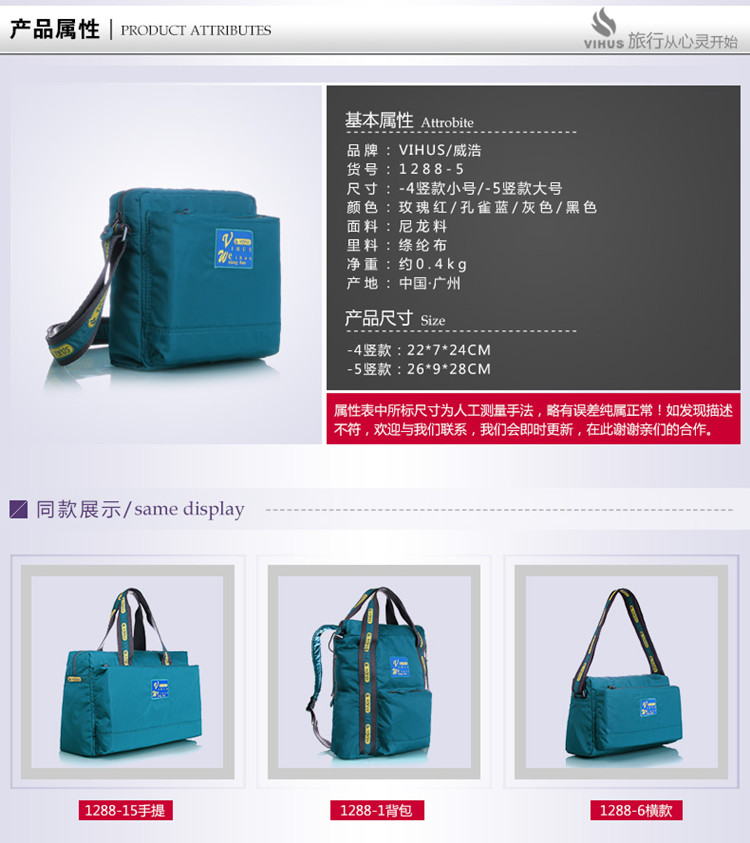 产品属性 | PRODUCT ATTRIBUTES
VIHUS 旅行从心灵开始
基本属性 Attrobite
品牌：VIHUS/威浩
货号：1288-5
尺寸：-4竖款小号/-5竖款大号
颜色：玫瑰红/孔雀蓝/灰色/黑色
面料：尼龙料
里料：绦纶布
净重：约0.4kg
产地：中国·广州
产品尺寸 Size
-4竖款：22*7*24CM
-5竖款：26*9*28CM
属性表中所标尺寸为人工测量手法，略有误差纯属正常！如发现描述
不符，欢迎与我们联系，我们会即时更新，在此谢谢亲们的合作。
同款展示/same display
1288-15手提
1288-1背包
1288-6横款